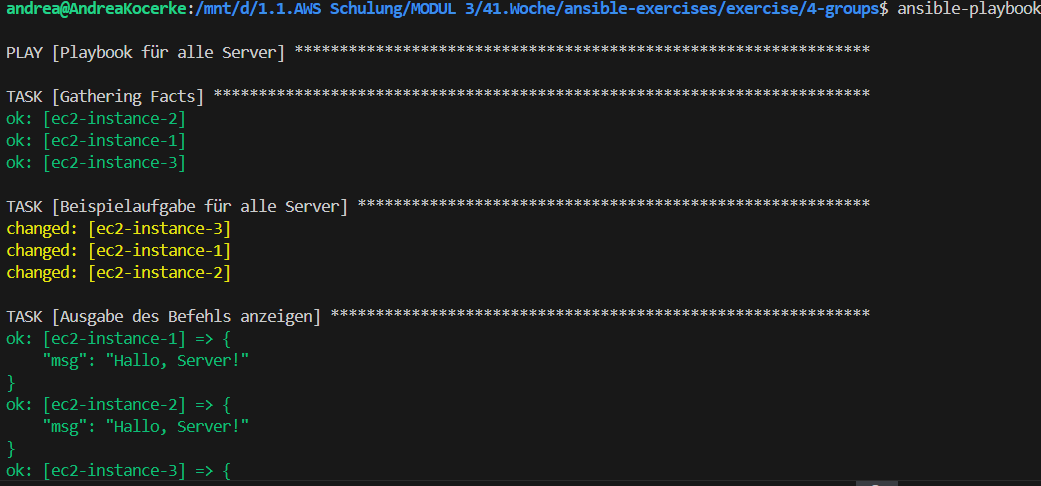 andrea@AndreaKocerke:/mnt/d/1.1.AWS Schulung/MODUL 3/41.Woche/ansible-exercises/exercise/4-groups$ ansible-playbook
PLAY [Playbook für alle Server] ****************************************************************
TASK [Gathering Facts] *************************************************************************
ok: [ec2-instance-2]
ok: [ec2-instance-1]
ok: [ec2-instance-3]
TASK [Beispielaufgabe für alle Server] *********************************************************
changed: [ec2-instance-3]
changed: [ec2-instance-1]
changed: [ec2-instance-2]
TASK [Ausgabe des Befehls anzeigen] ************************************************************
ok: [ec2-instance-1] => {
    "msg": "Hallo, Server!"
}
ok: [ec2-instance-2] => {
    "msg": "Hallo, Server!"
}
ok: [ec2-instance-3] => {